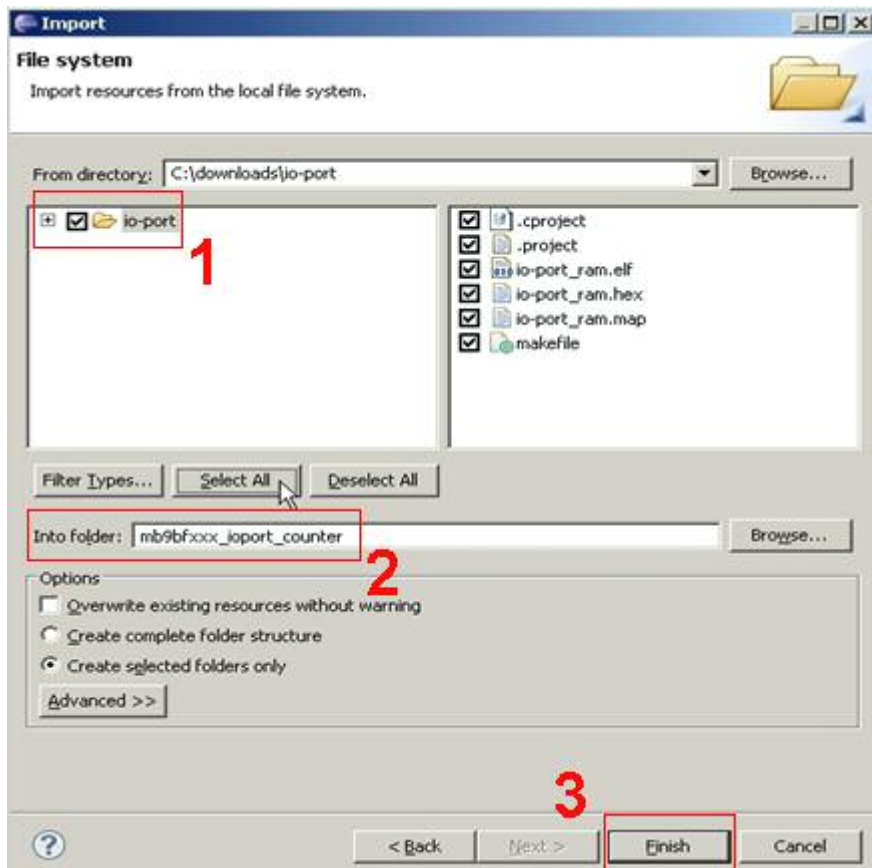 Import
File system
Import resources from the local file system.
From directory: C:\downloads\io-port
Browse...
io-port
1
.cproject
.project
io-port_ram.elf
io-port_ram.hex
io-port_ram.map
makefile
Filter Types...
Select All
Deselect All
Into folder: mb9bfxxx_ioport_counter
Browse...
2
Options
Overwrite existing resources without warning
Create complete folder structure
Create selected folders only
Advanced >>
3
?
< Back
Next >
Finish
Cancel